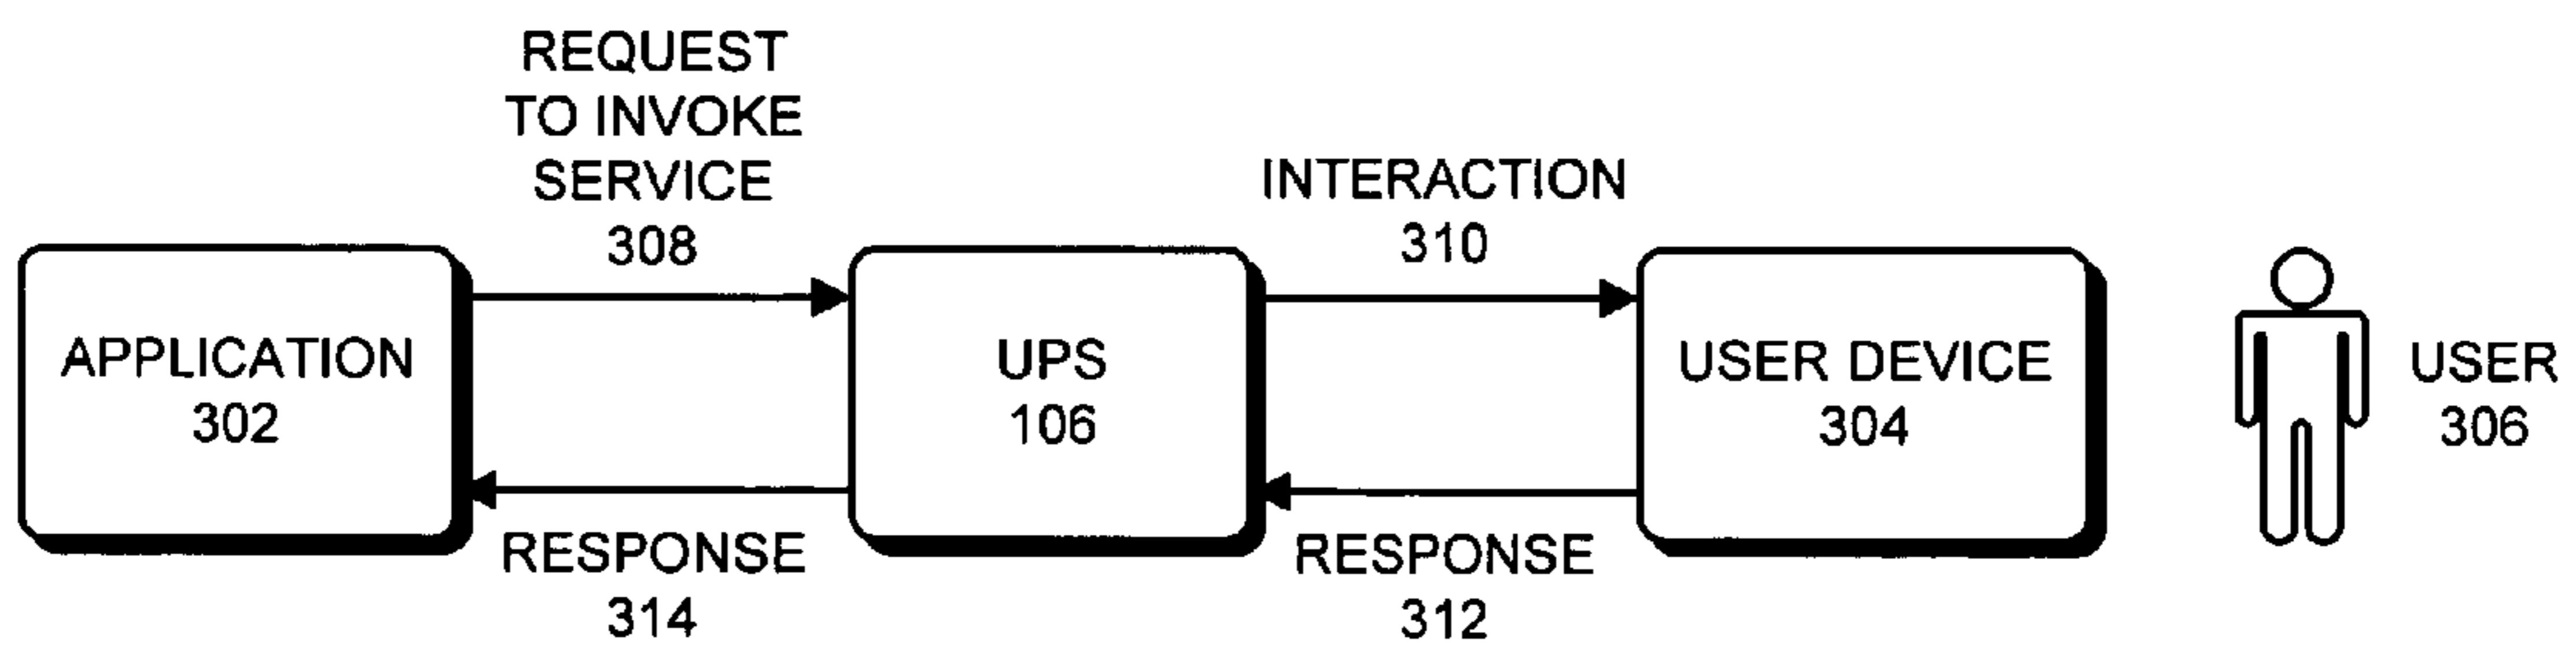 REQUEST
TO INVOKE
SERVICE
308
INTERACTION
310
APPLICATION
302
UPS
106
USER DEVICE
304
USER
306
RESPONSE
314
RESPONSE
312